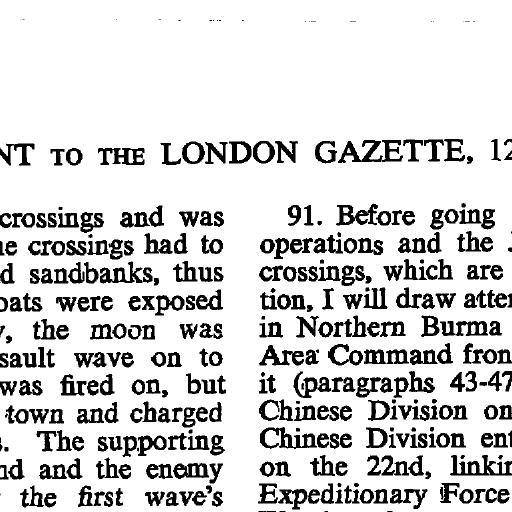 NT TO THE LONDON GAZETTE, 12
crossings and was
he crossings had to
d sandbanks, thus
oats were exposed
the moon was
ssault wave on to
was fired on, but
town and charged
The supporting
nd and the enemy
the first wave's
91. Before going
operations and the
crossings, which are
tion, I will draw atten
in Northern Burma
Area Command fron
it (paragraphs 43-47
Chinese Division on
Chinese Division ent
on the 22nd, linkin
Expeditionary Force